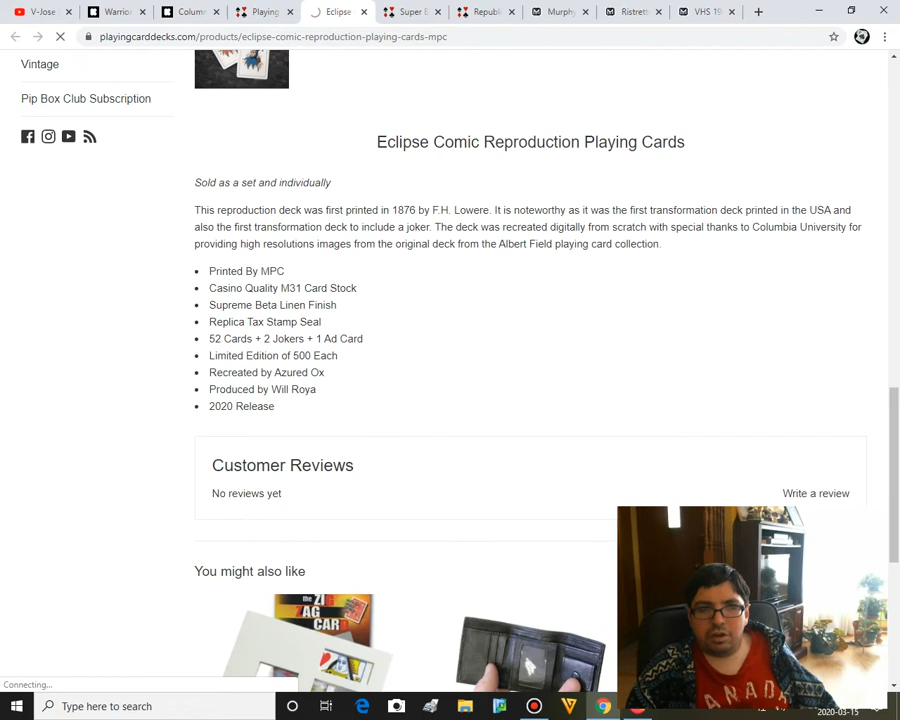 V-Jose
Warrio
Column
Playing
Eclipse
Super B
Republ
Murphy
Ristrett
VHS 19
playingcarddecks.com/products/eclipse-comic-reproduction-playing-cards-mpc
Vintage
Pip Box Club Subscription
Eclipse Comic Reproduction Playing Cards
Sold as a set and individually
This reproduction deck was first printed in 1876 by F.H. Lowere. It is noteworthy as it was the first transformation deck printed in the USA and
also the first transformation deck to include a joker. The deck was recreated digitally from scratch with special thanks to Columbia University for
providing high resolutions images from the original deck from the Albert Field playing card collection.
Printed By MPC
Casino Quality M31 Card Stock
Supreme Beta Linen Finish
Replica Tax Stamp Seal
52 Cards + 2 Jokers + 1 Ad Card
Limited Edition of 500 Each
Recreated by Azured Ox
Produced by Will Roya
2020 Release
Customer Reviews
No reviews yet
Write a review
You might also like
the ZIG
ZAG
CARD
CANADA
Connecting...
Type here to search
2020-03-15